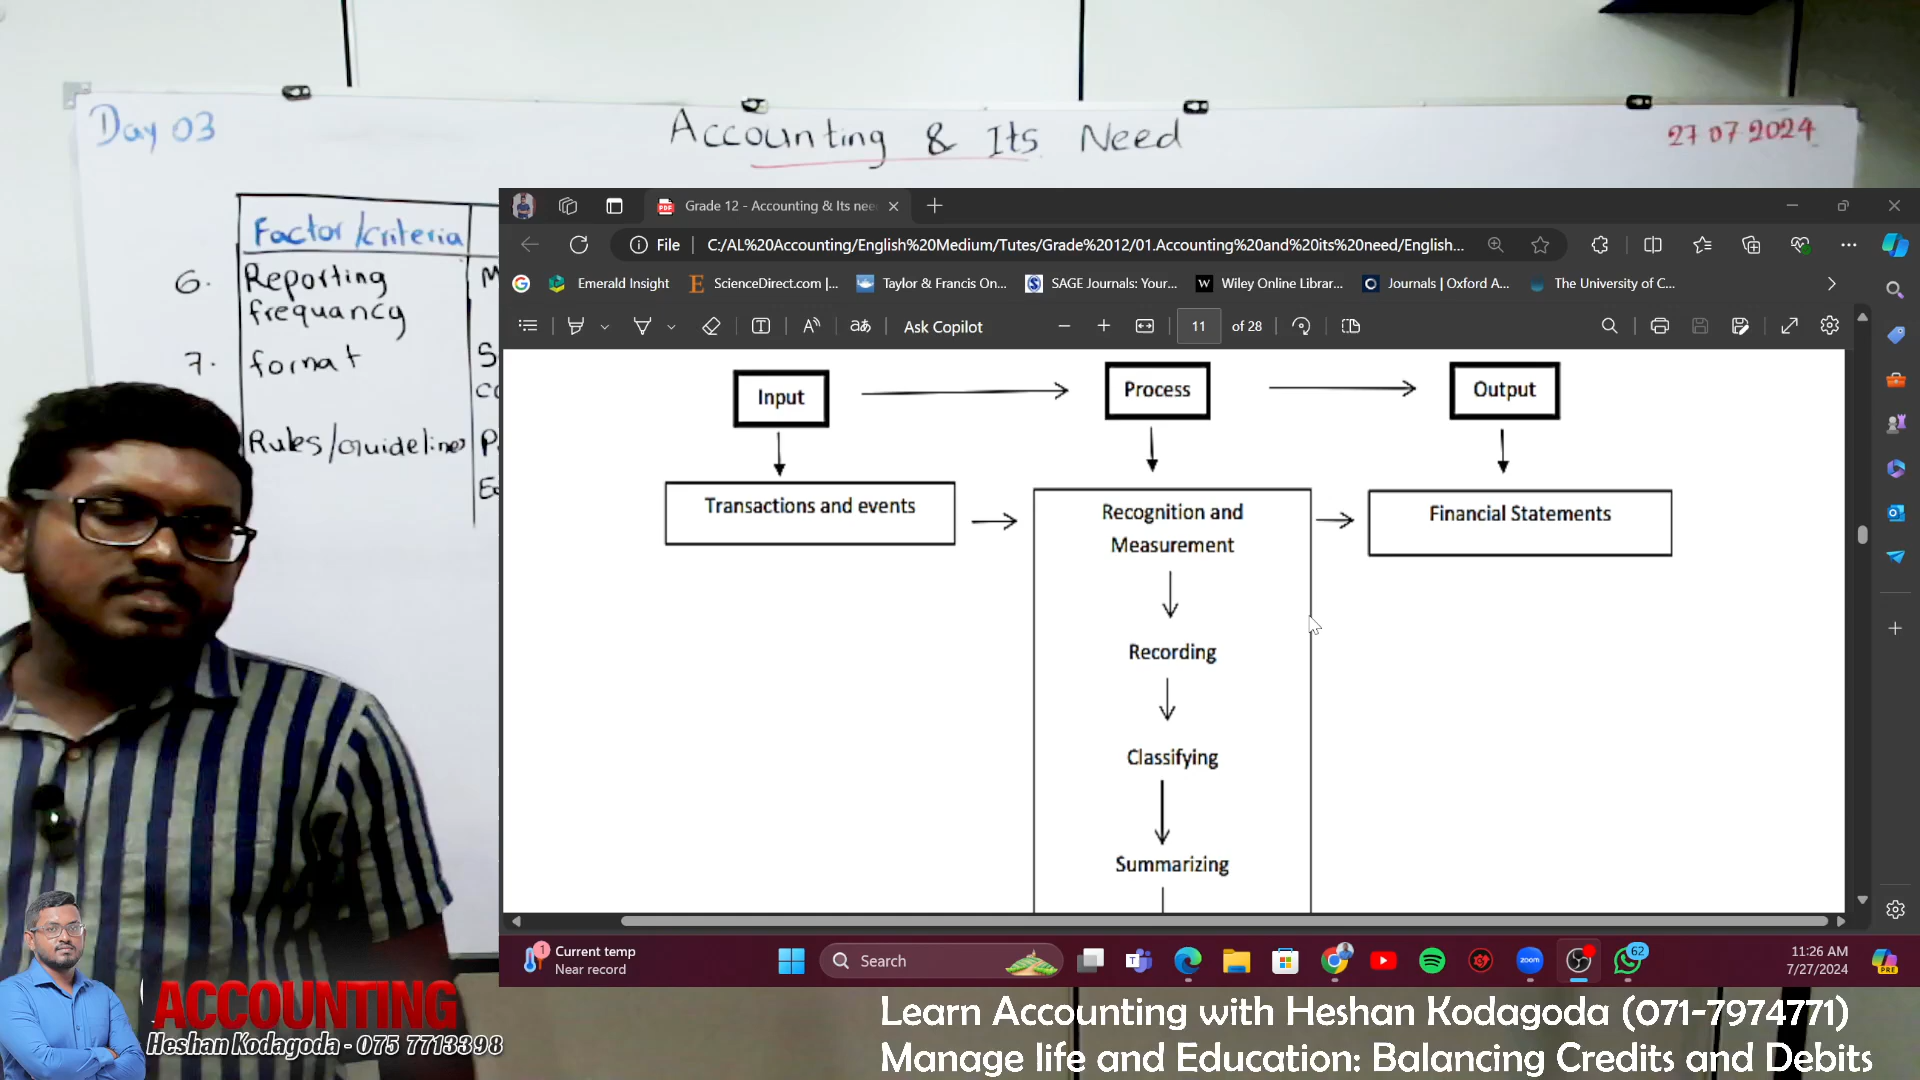 Day 03
Accounting & Its Need
27 07 2024
Factor/criteria
6. Reporting
frequancy
7. format
Rules/Guidelines
M
S
CO
P
Grade 12 - Accounting & Its nee
File
C:/AL%20Accounting/English%20Medium/Tutes/Grade%2012/01.Accounting%20and%20its%20need/English...
Emerald Insight
ScienceDirect.com |...
Taylor & Francis On...
SAGE Journals: Your...
Wiley Online Librar...
Journals | Oxford A...
The University of C...
Ask Copilot
11 of 28
Input
Process
Output
Transactions and events
Recognition and
Measurement
Financial Statements
Recording
Classifying
Summarizing
1
Current temp
Near record
Search
zoom
62
11:26 AM
7/27/2024
PRE
ACCOUNTING
Heshan Kodagoda - 075 7713398
Learn Accounting with Heshan Kodagoda (071-7974771)
Manage life and Education: Balancing Credits and Debits